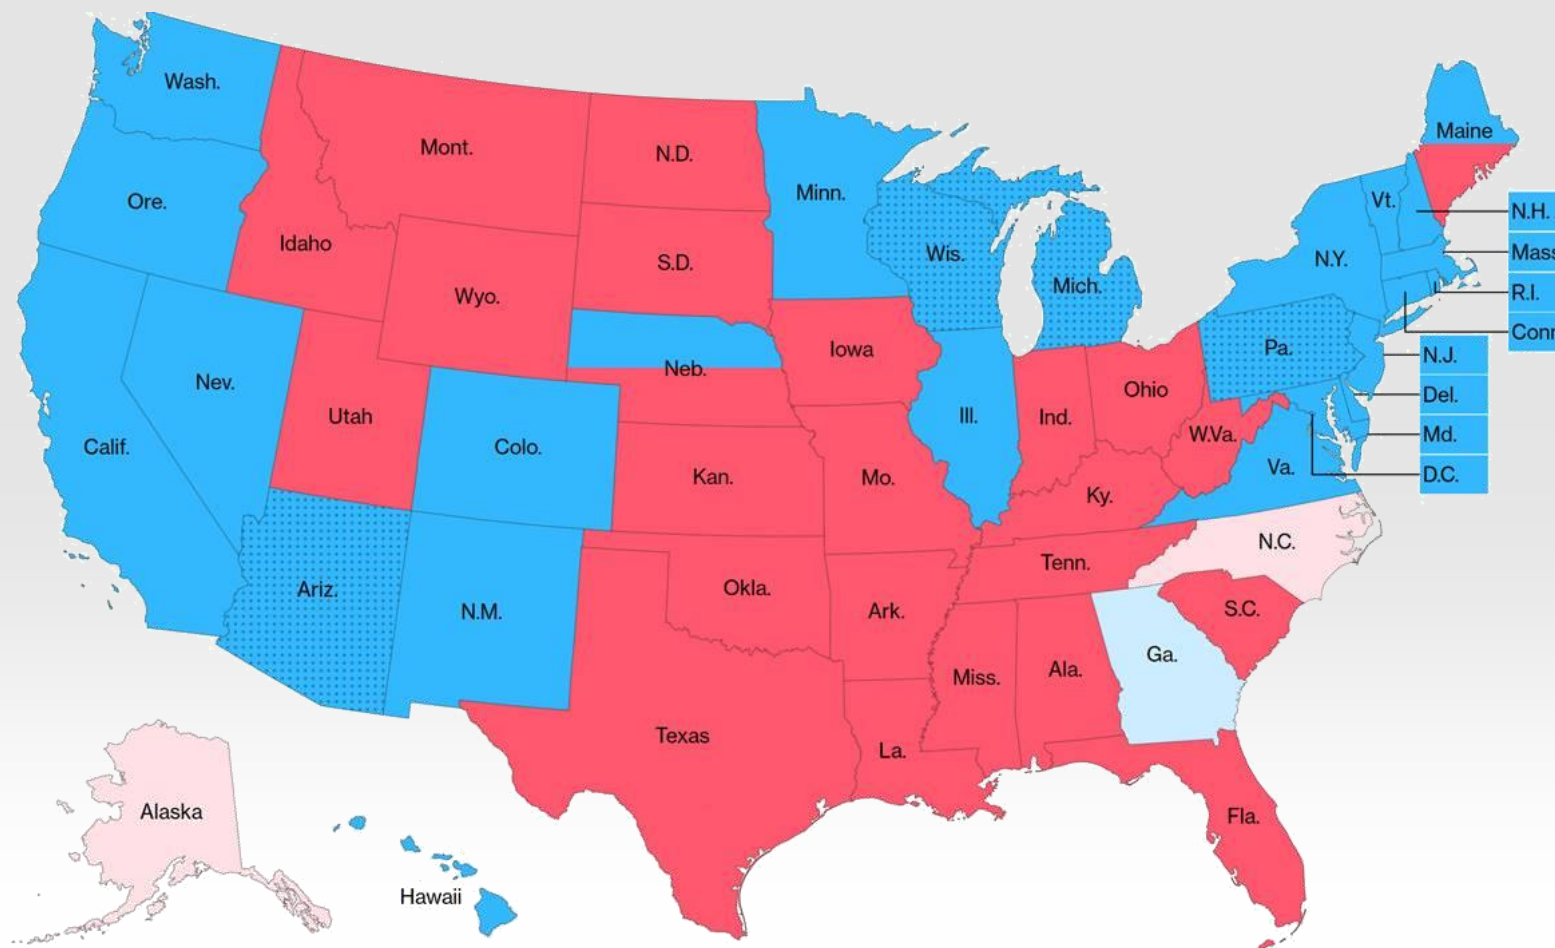 Wash.
Ore.
Calif.
Nev.
Idaho
Mont.
Wyo.
Utah
Colo.
Ariz.
N.M.
N.D.
S.D.
Neb.
Kan.
Okla.
Texas
Minn.
Iowa
Mo.
Ark.
La.
Wis.
Ill.
Mich.
Ind.
Ohio
Ky.
Tenn.
Miss.
Ala.
Ga.
Fla.
S.C.
N.C.
Va.
W.Va.
Pa.
N.Y.
Vt.
Maine
N.H.
Mass
R.I.
Conn
N.J.
Del.
Md.
D.C.
Alaska
Hawaii